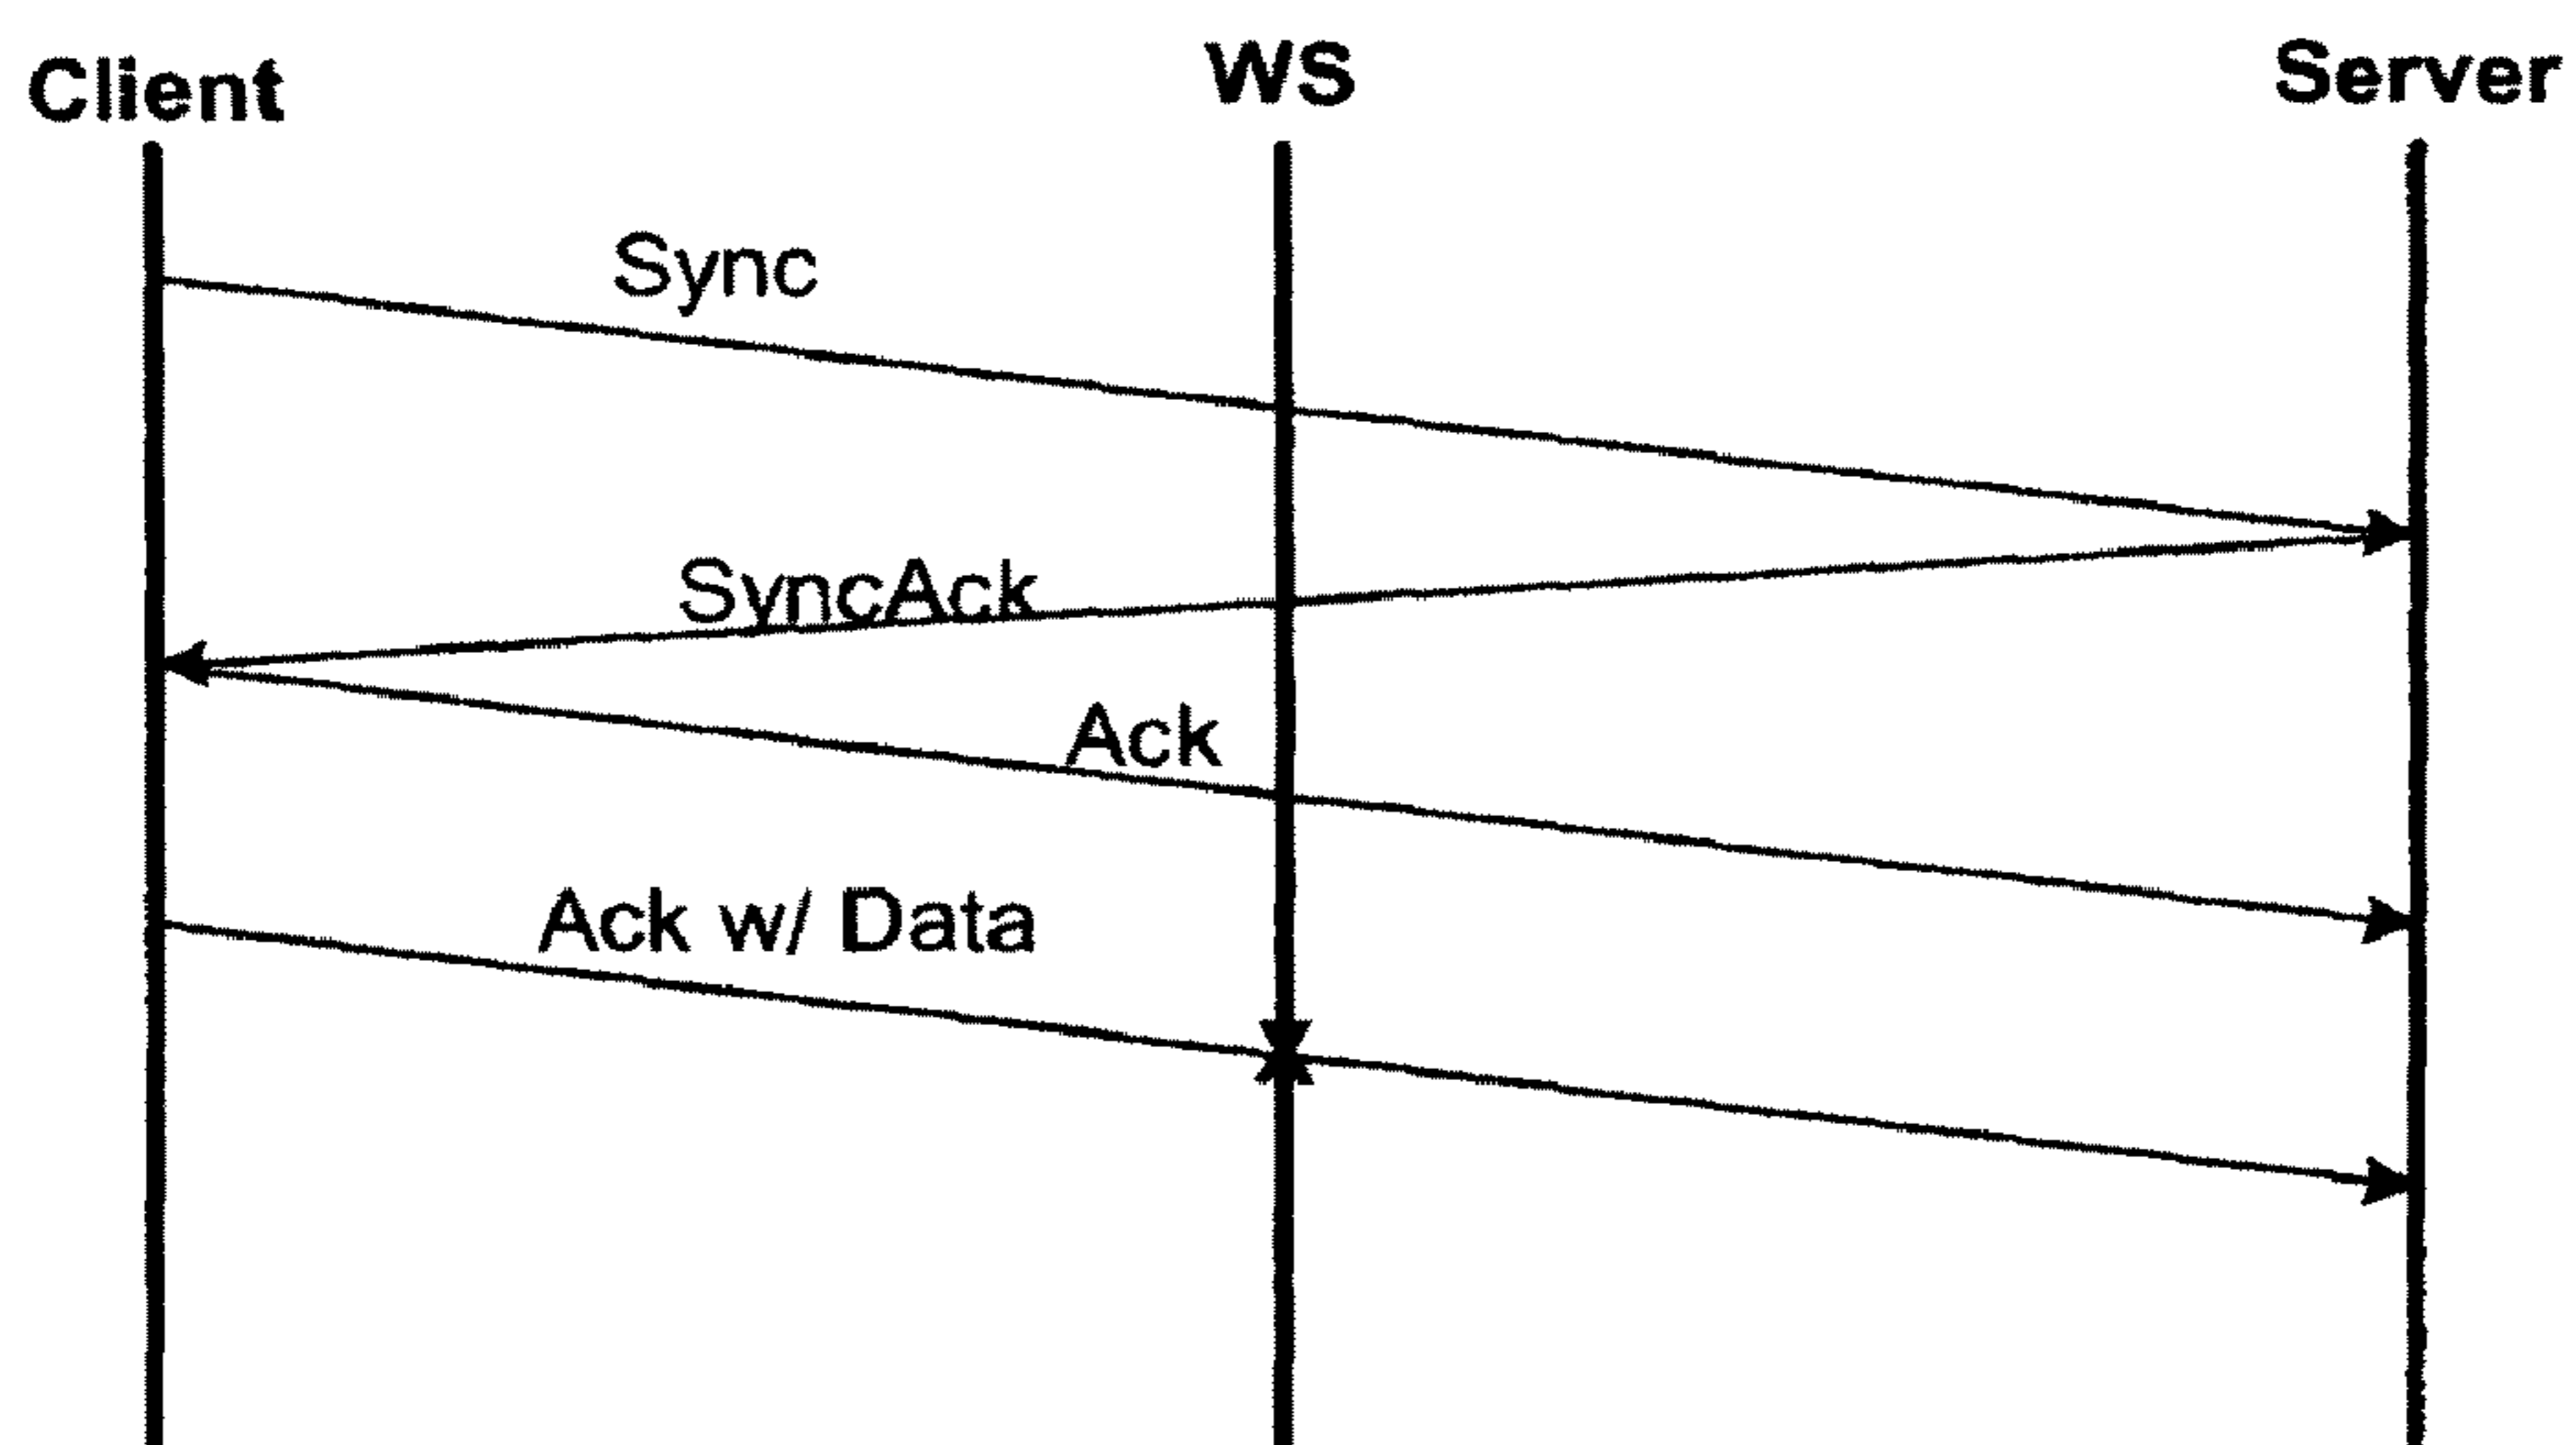 Client WS Server
Sync
SyncAck
Ack
Ack w/ Data